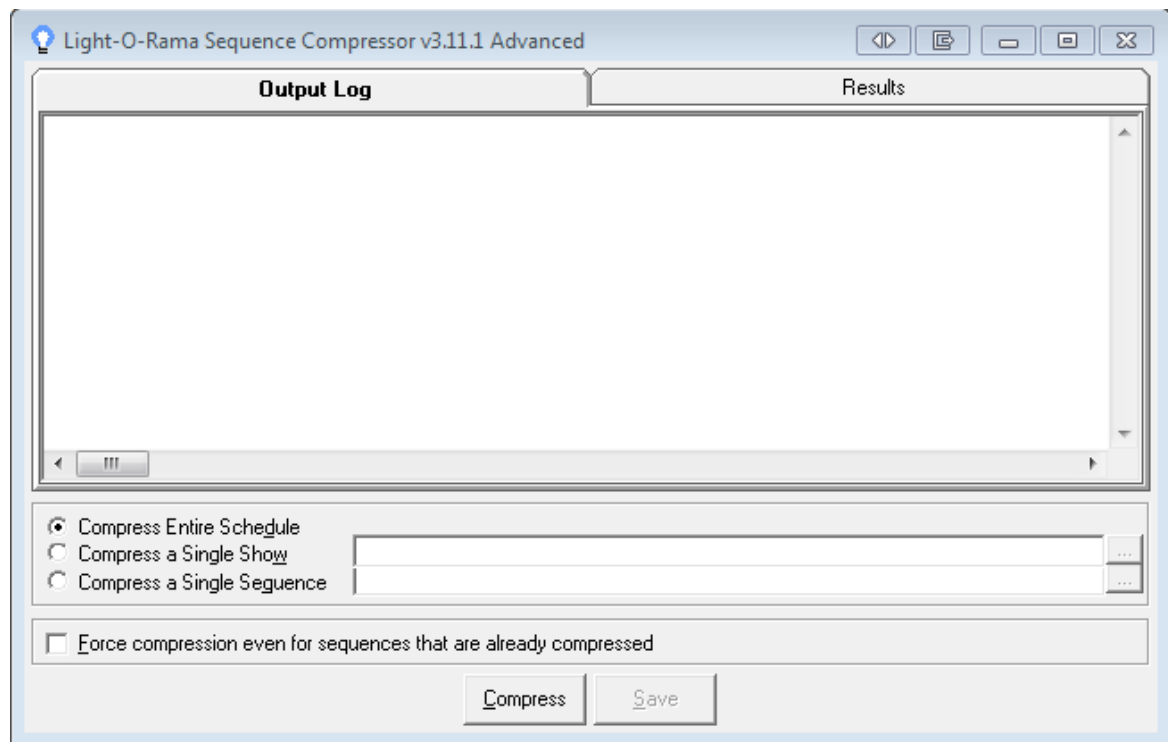 Light-O-Rama Sequence Compressor v3.11.1 Advanced
Output Log
Results
Compress Entire Schedule
Compress a Single Show
...
Compress a Single Sequence
...
Force compression even for sequences that are already compressed
Compress
Save